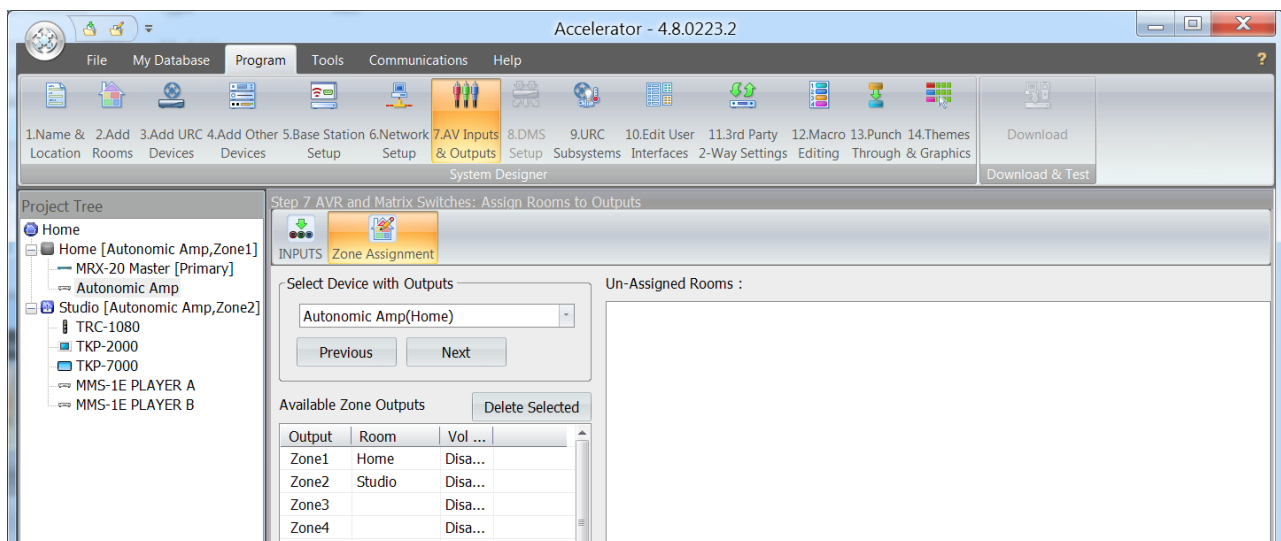 Accelerator - 4.8.0223.2
File My Database Program Tools Communications Help ?
1.Name & Location 2.Add Rooms 3.Add URC Devices 4.Add Other Devices 5.Base Station Setup 6.Network Setup 7.AV Inputs & Outputs 8.DMS Setup 9.URC Subsystems 10.Edit User Interfaces 11.3rd Party 2-Way Settings 12.Macro Editing 13.Punch Through 14.Themes & Graphics Download
System Designer Download & Test
Project Tree
Home
Home [Autonomic Amp,Zone1]
MRX-20 Master [Primary]
Autonomic Amp
Studio [Autonomic Amp,Zone2]
TRC-1080
TKP-2000
TKP-7000
MMS-1E PLAYER A
MMS-1E PLAYER B
Step 7 AVR and Matrix Switches: Assign Rooms to Outputs
INPUTS Zone Assignment
Select Device with Outputs
Autonomic Amp(Home)
Previous Next
Available Zone Outputs Delete Selected
Output Room Vol ...
Zone1 Home Disa...
Zone2 Studio Disa...
Zone3 Disa...
Zone4 Disa...
Un-Assigned Rooms :